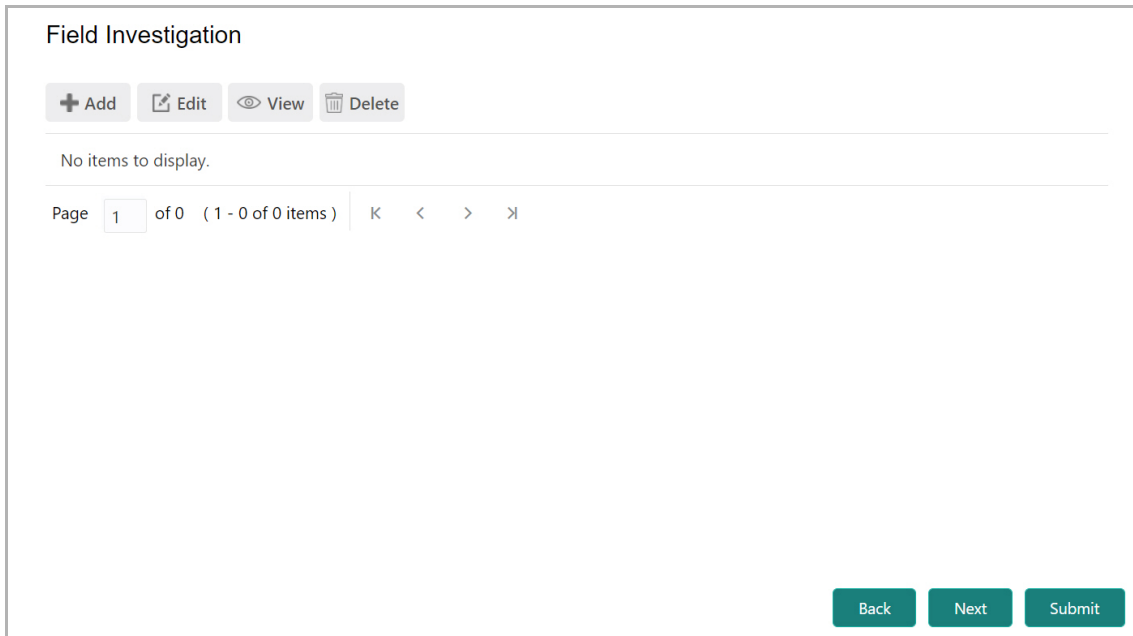 Field Investigation
Add Edit View Delete
No items to display.
Page 1 of 0 ( 1 - 0 of 0 items )
Back Next Submit